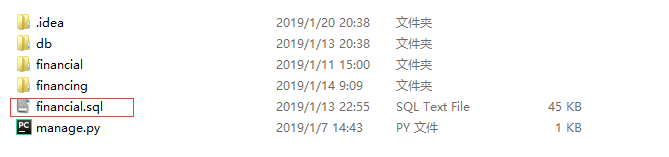 .idea 2019/1/20 20:38 文件夹
db 2019/1/13 20:38 文件夹
financial 2019/1/11 15:00 文件夹
financing 2019/1/14 9:09 文件夹
financial.sql 2019/1/13 22:55 SQL Text File 45 KB
PC manage.py 2019/1/7 14:43 PY 文件 1 KB